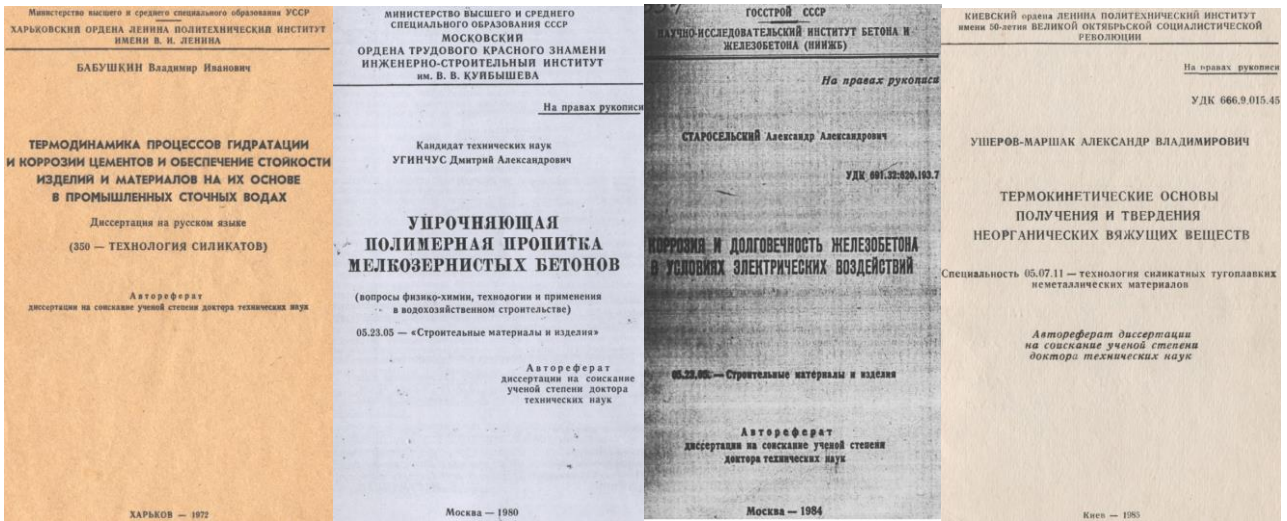 Министерство высшего и среднего специального образования УССР
ХАРЬКОВСКИЙ ОРДЕНА ЛЕНИНА ПОЛИТЕХНИЧЕСКИЙ ИНСТИТУТ
ИМЕНИ В. И. ЛЕНИНА
БАБУШКИН Владимир Иванович
ТЕРМОДИНАМИКА ПРОЦЕССОВ ГИДРАТАЦИИ
И КОРРОЗИИ ЦЕМЕНТОВ И ОБЕСПЕЧЕНИЕ СТОЙКОСТИ
ИЗДЕЛИЙ И МАТЕРИАЛОВ НА ИХ ОСНОВЕ
В ПРОМЫШЛЕННЫХ СТОЧНЫХ ВОДАХ
Диссертация на русском языке
(350 — ТЕХНОЛОГИЯ СИЛИКАТОВ)
Автореферат
диссертации на соискание ученой степени доктора технических наук
ХАРЬКОВ — 1972
МИНИСТЕРСТВО ВЫСШЕГО И СРЕДНЕГО
СПЕЦИАЛЬНОГО ОБРАЗОВАНИЯ СССР
МОСКОВСКИЙ
ОРДЕНА ТРУДОВОГО КРАСНОГО ЗНАМЕНИ
ИНЖЕНЕРНО-СТРОИТЕЛЬНЫЙ ИНСТИТУТ
им. В. В. КУЙБЫШЕВА
На правах рукописи
Кандидат технических наук
УГИНЧУС Дмитрий Александрович
УПРОЧНЯЮЩАЯ
ПОЛИМЕРНАЯ ПРОПИТКА
МЕЛКОЗЕРНИСТЫХ БЕТОНОВ
(вопросы физико-химии, технологии и применения
в водохозяйственном строительстве)
05.23.05 — «Строительные материалы и изделия»
Автореферат
диссертации на соискание
ученой степени доктора
технических наук
Москва — 1980
ГОССТРОЙ СССР
НАУЧНО-ИССЛЕДОВАТЕЛЬСКИЙ ИНСТИТУТ БЕТОНА И
ЖЕЛЕЗОБЕТОНА (НИИЖБ)
На правах рукописи
СТАРОСЕЛЬСКИЙ Александр Александрович
УДК 691.32:620.193.7
КОРРОЗИЯ И ДОЛГОВЕЧНОСТЬ ЖЕЛЕЗОБЕТОНА
В УСЛОВИЯХ ЭЛЕКТРИЧЕСКИХ ВОЗДЕЙСТВИЙ
05.23.05. — Строительные материалы и изделия
Автореферат
диссертации на соискание ученой степени
доктора технических наук
Москва — 1984
КИЕВСКИЙ ордена ЛЕНИНА ПОЛИТЕХНИЧЕСКИЙ ИНСТИТУТ
имени 50-летия ВЕЛИКОЙ ОКТЯБРЬСКОЙ СОЦИАЛИСТИЧЕСКОЙ
РЕВОЛЮЦИИ
На правах рукописи
УДК 666.9.015.45
УШЕРОВ-МАРШАК АЛЕКСАНДР ВЛАДИМИРОВИЧ
ТЕРМОКИНЕТИЧЕСКИЕ ОСНОВЫ
ПОЛУЧЕНИЯ И ТВЕРДЕНИЯ
НЕОРГАНИЧЕСКИХ ВЯЖУЩИХ ВЕЩЕСТВ
Специальность 05.07.11 — технология силикатных тугоплавких
неметаллических материалов
Автореферат диссертации
на соискание ученой степени
доктора технических наук
Киев — 1985